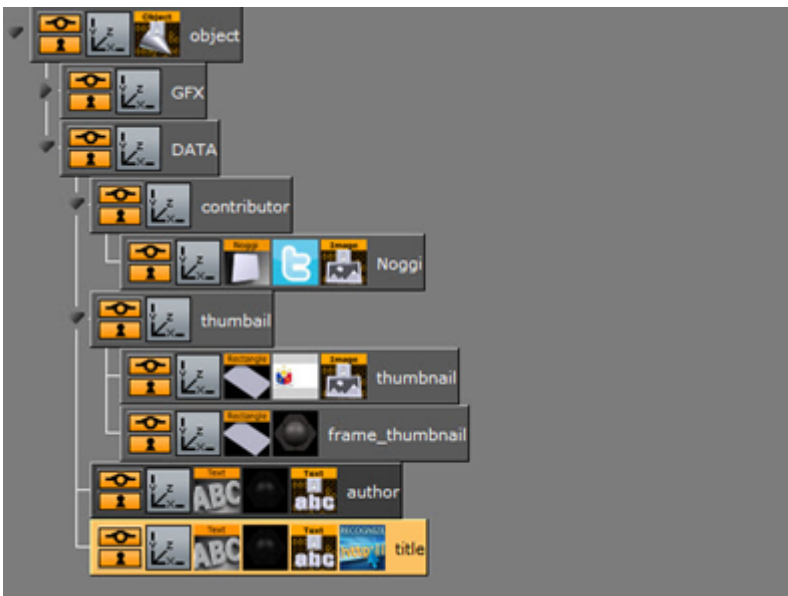 Object
object
GFX
DATA
contributor
Noggi
Image
Noggi
thumbail
Rectangle
Image
thumbnail
Rectangle
frame_thumbnail
Text
ABC
Text
abc
author
Text
ABC
Text
abc
RECOGNIZE
title